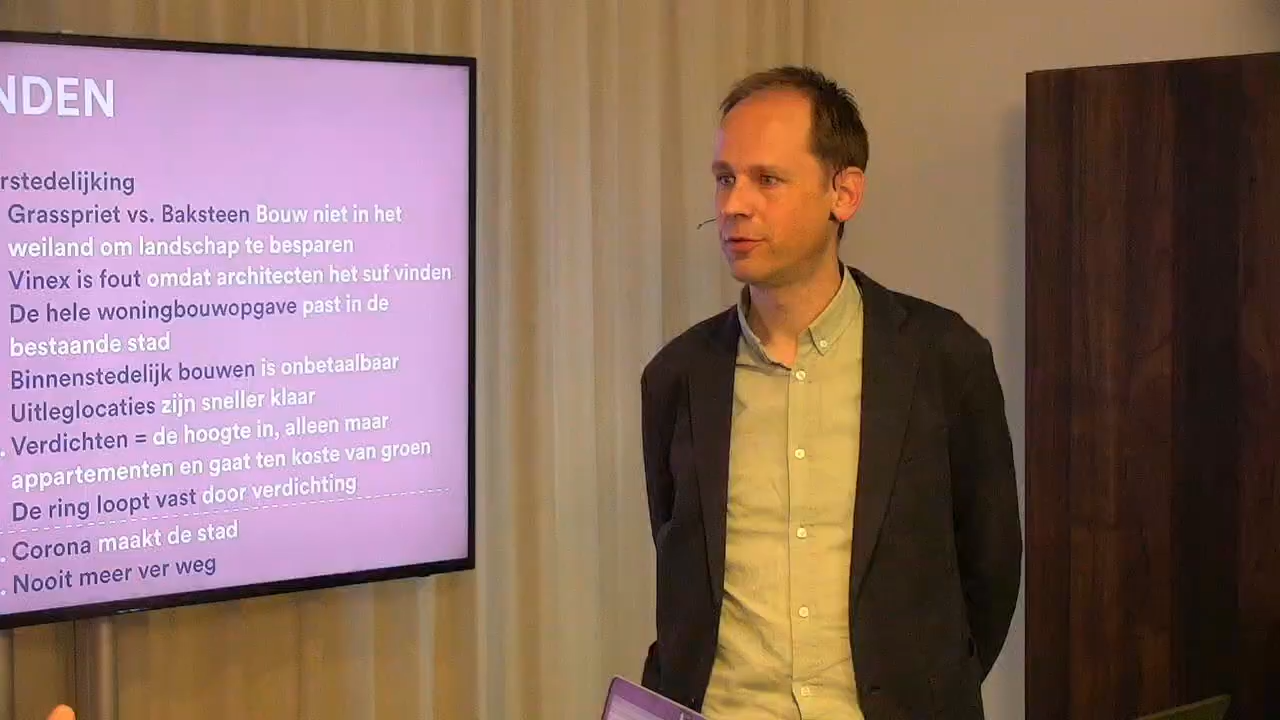 NDEN
rstedelijking
Grasspriet vs. Baksteen Bouw niet in het
weiland om landschap te besparen
Vinex is fout omdat architecten het suf vinden
De hele woningbouwopgave past in de
bestaande stad
Binnenstedelijk bouwen is onbetaalbaar
Uitleglocaties zijn sneller klaar
. Verdichten = de hoogte in, alleen maar
appartementen en gaat ten koste van groen
De ring loopt vast door verdichting
. Corona maakt de stad
. Nooit meer ver weg